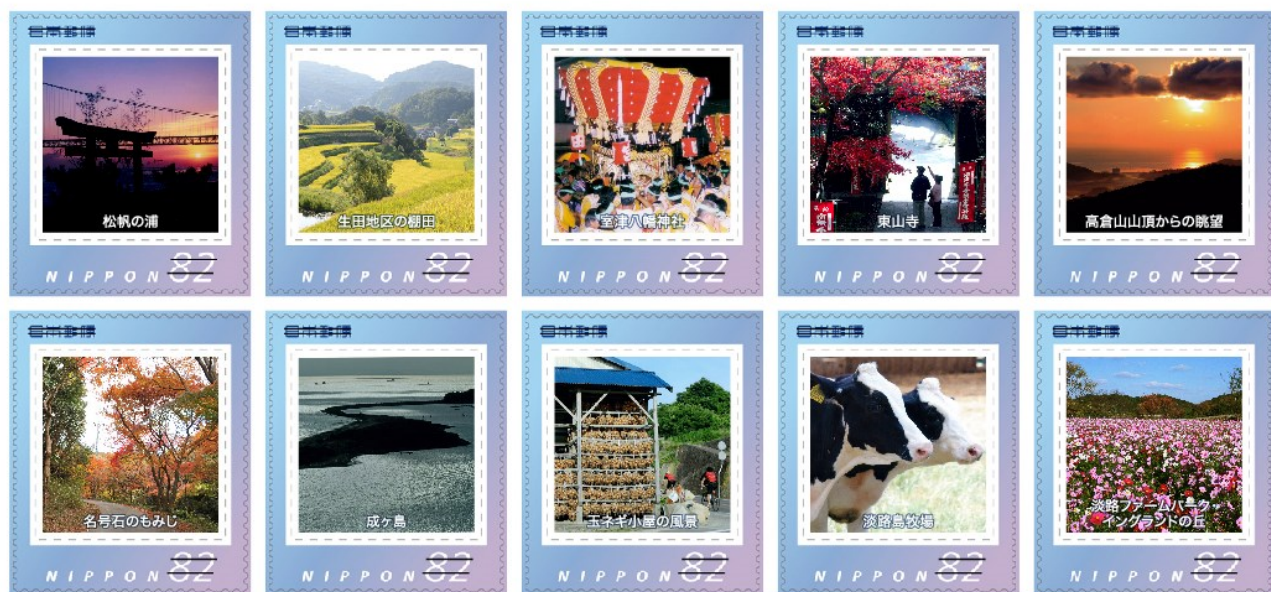 日本郵便
日本郵便
日本郵便
日本郵便
日本郵便
松帆の浦
生田地区の棚田
室津八幡神社
東山寺
高倉山山頂からの眺望
NIPPON 82
NIPPON 82
NIPPON 82
NIPPON 82
NIPPON 82
日本郵便
日本郵便
日本郵便
日本郵便
日本郵便
名号石のもみじ
成ヶ島
玉ネギ小屋の風景
淡路島牧場
淡路ファームパーク・
イングランドの丘
NIPPON 82
NIPPON 82
NIPPON 82
NIPPON 82
NIPPON 82